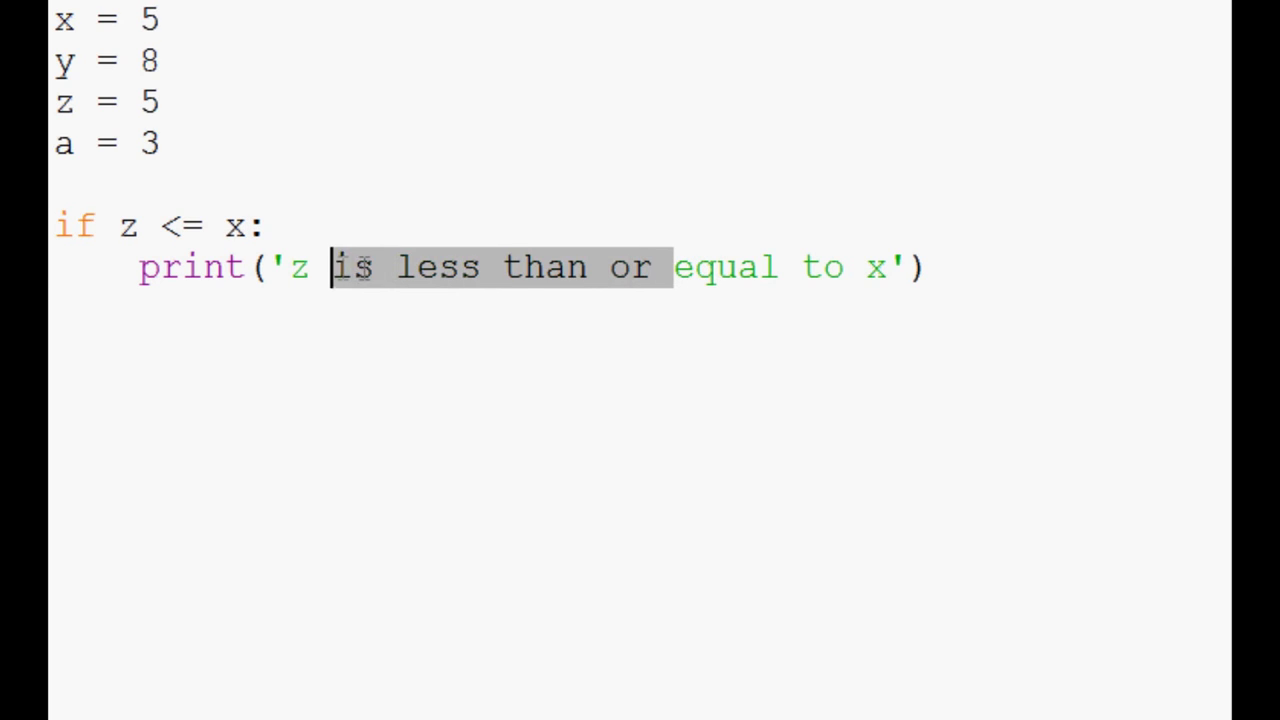 x = 5
y = 8
z = 5
a = 3
if z <= x:
    print('z is less than or equal to x')